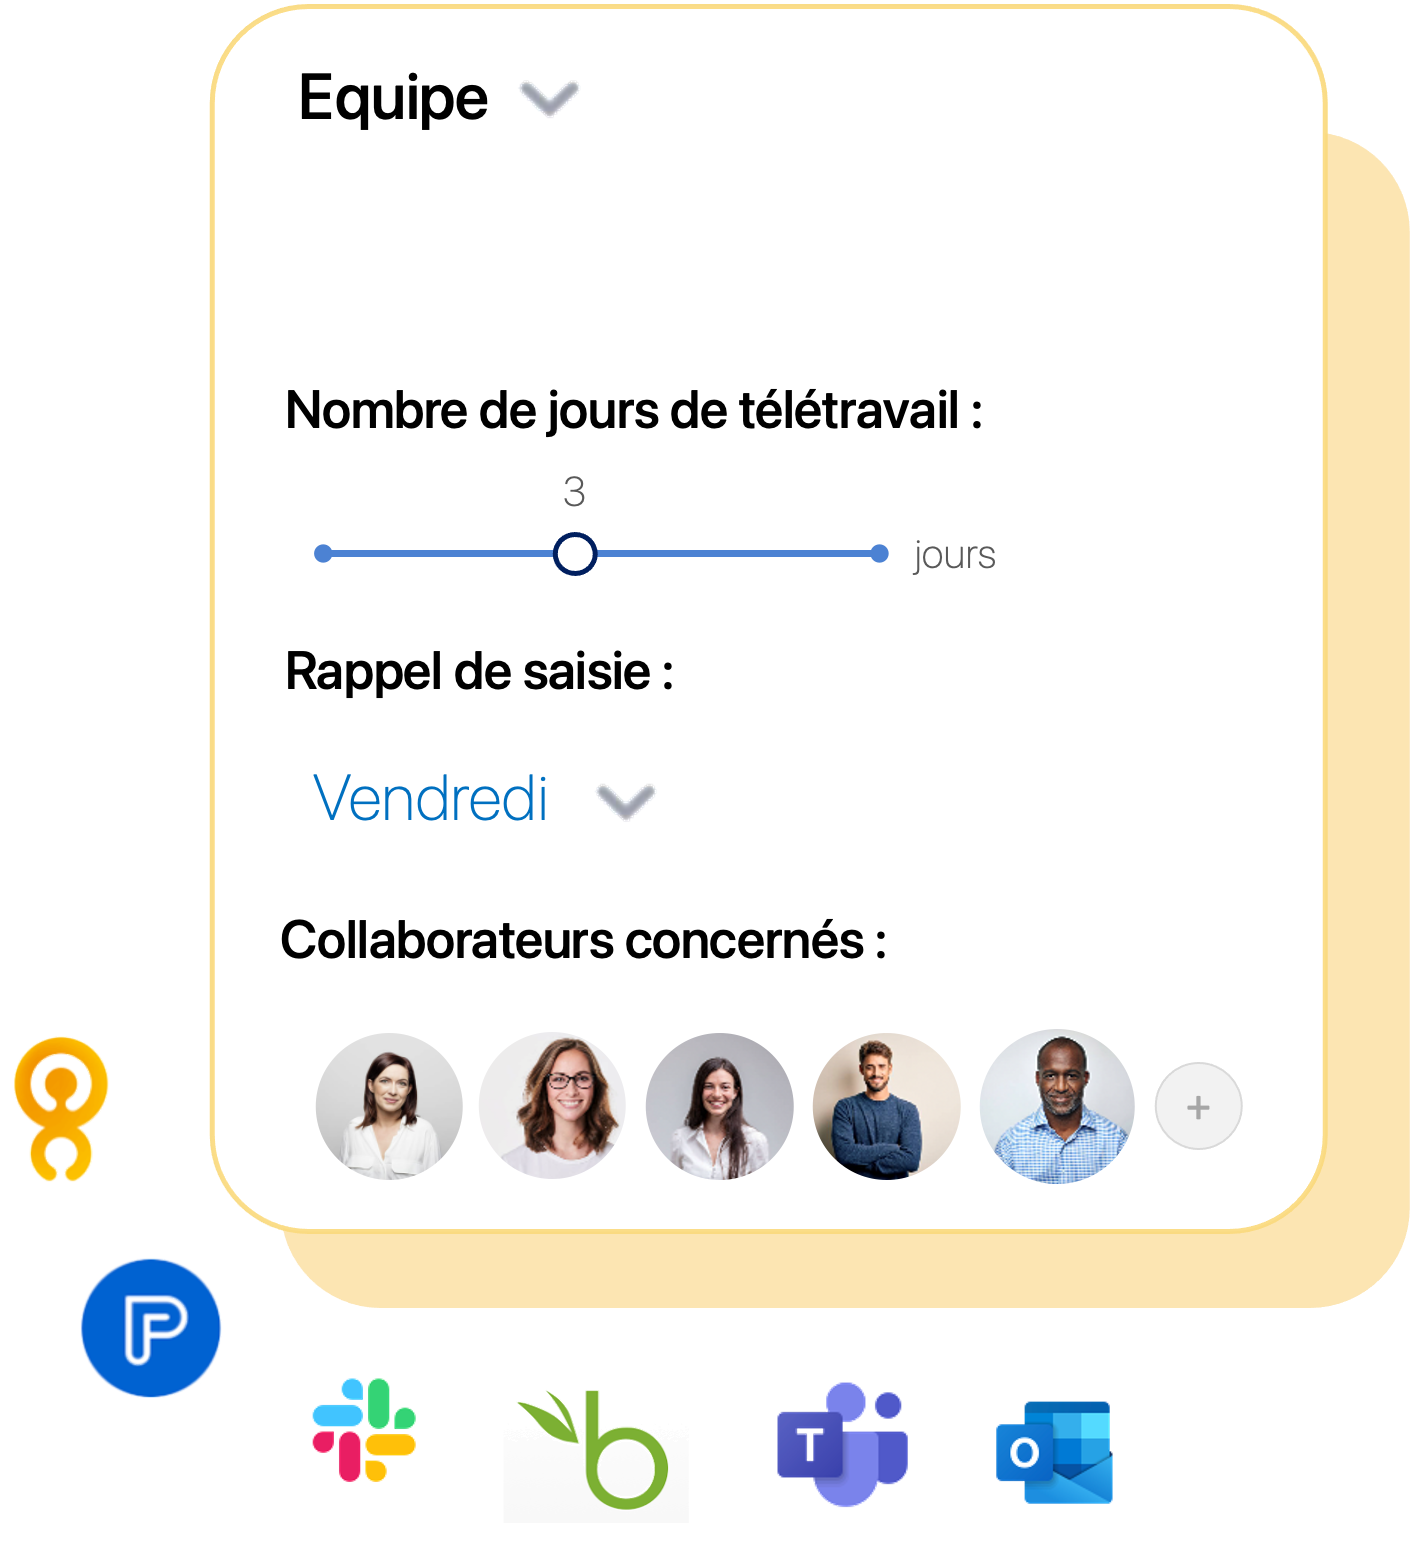 Equipe
Nombre de jours de télétravail :
3
jours
Rappel de saisie :
Vendredi
Collaborateurs concernés :
+
P
b
T
O